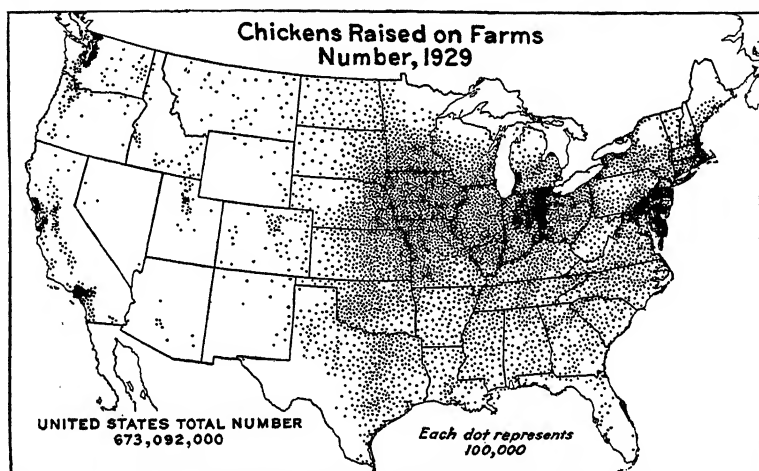 Chickens Raised on Farms
Number, 1929
UNITED STATES TOTAL NUMBER
673,092,000
Each dot represents
100,000